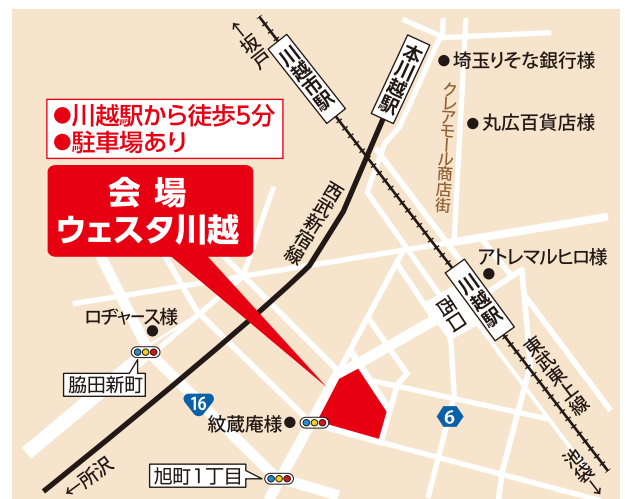 ←坂戸
川越市駅
本川越駅
●埼玉りそな銀行様
●丸広百貨店様
クレアモール商店街
●川越駅から徒歩5分
●駐車場あり
会場
ウェスタ川越
西武新宿線
アトレマルヒロ様
川越駅
西口
ロヂャース様
脇田新町
16
紋蔵庵様●
6
東武東上線
旭町1丁目
←所沢
池袋→